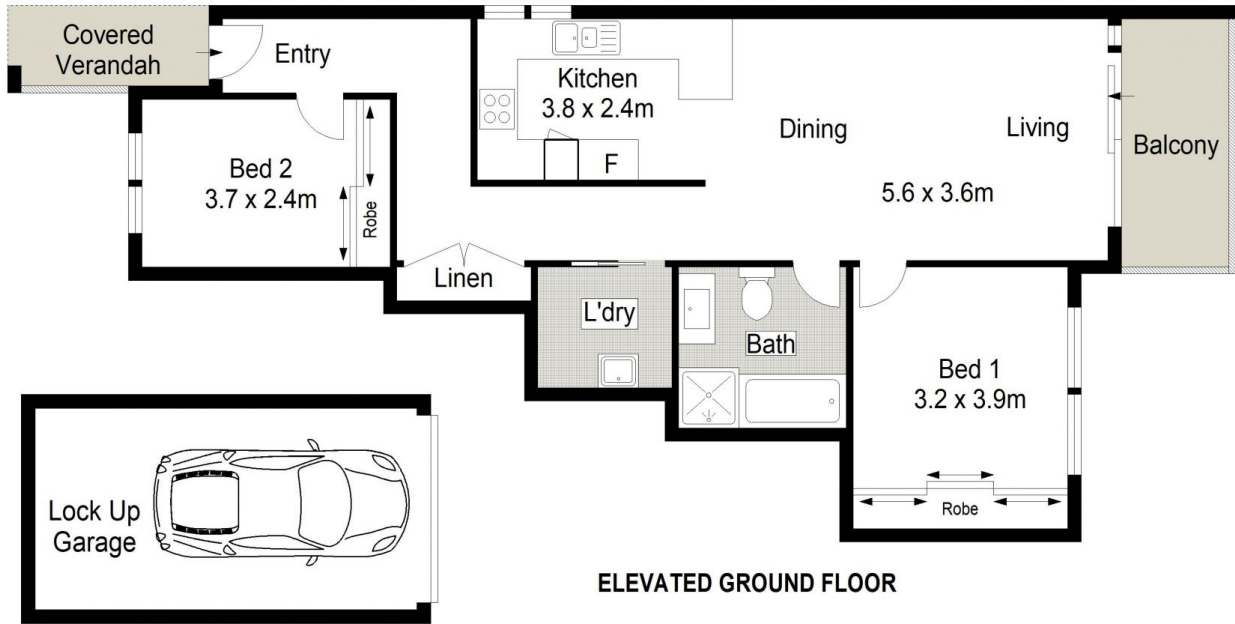 Covered
Verandah
Entry
Kitchen
3.8 x 2.4m
F
Dining
Living
5.6 x 3.6m
Balcony
Bed 2
3.7 x 2.4m
Robe
Linen
L'dry
Bath
Bed 1
3.2 x 3.9m
Robe
Lock Up
Garage
ELEVATED GROUND FLOOR